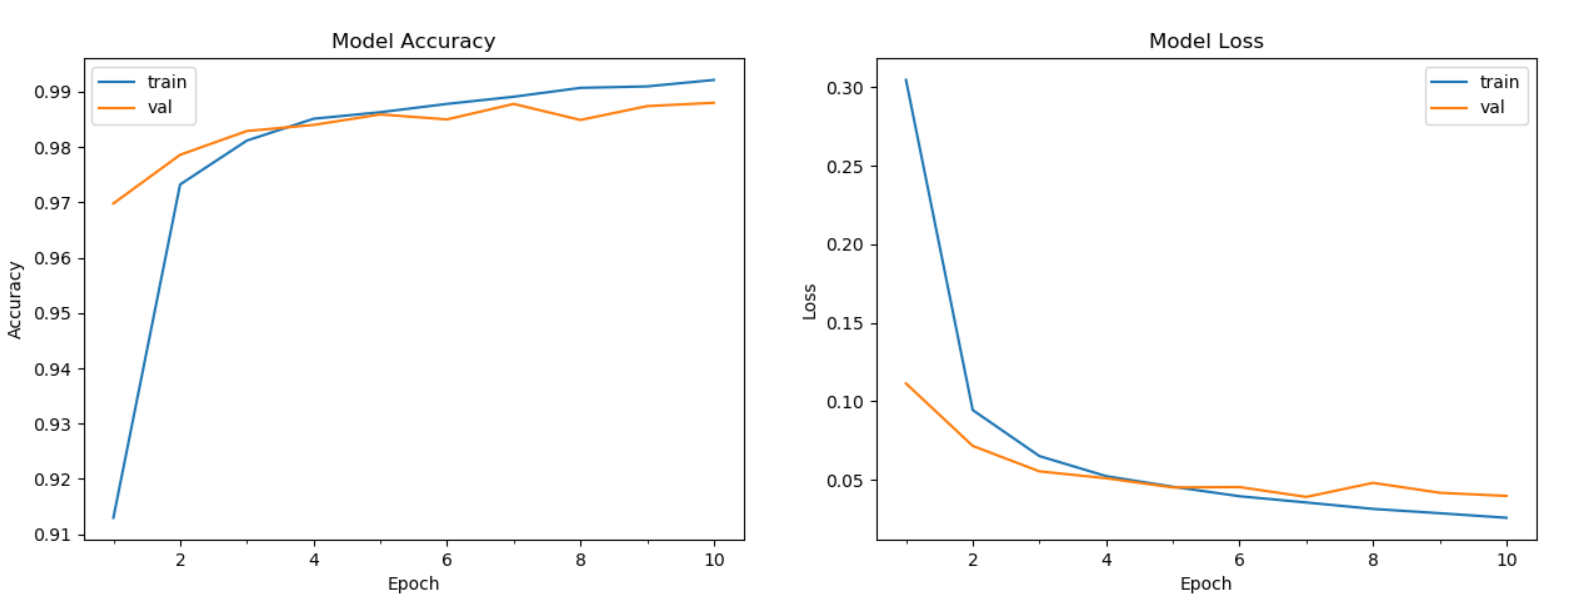 Model Accuracy
train
val
0.99
0.98
0.97
0.96
0.95
0.94
0.93
0.92
0.91
Accuracy
2 4 6 8 10
Epoch
Model Loss
train
val
0.30
0.25
0.20
0.15
0.10
0.05
Loss
2 4 6 8 10
Epoch